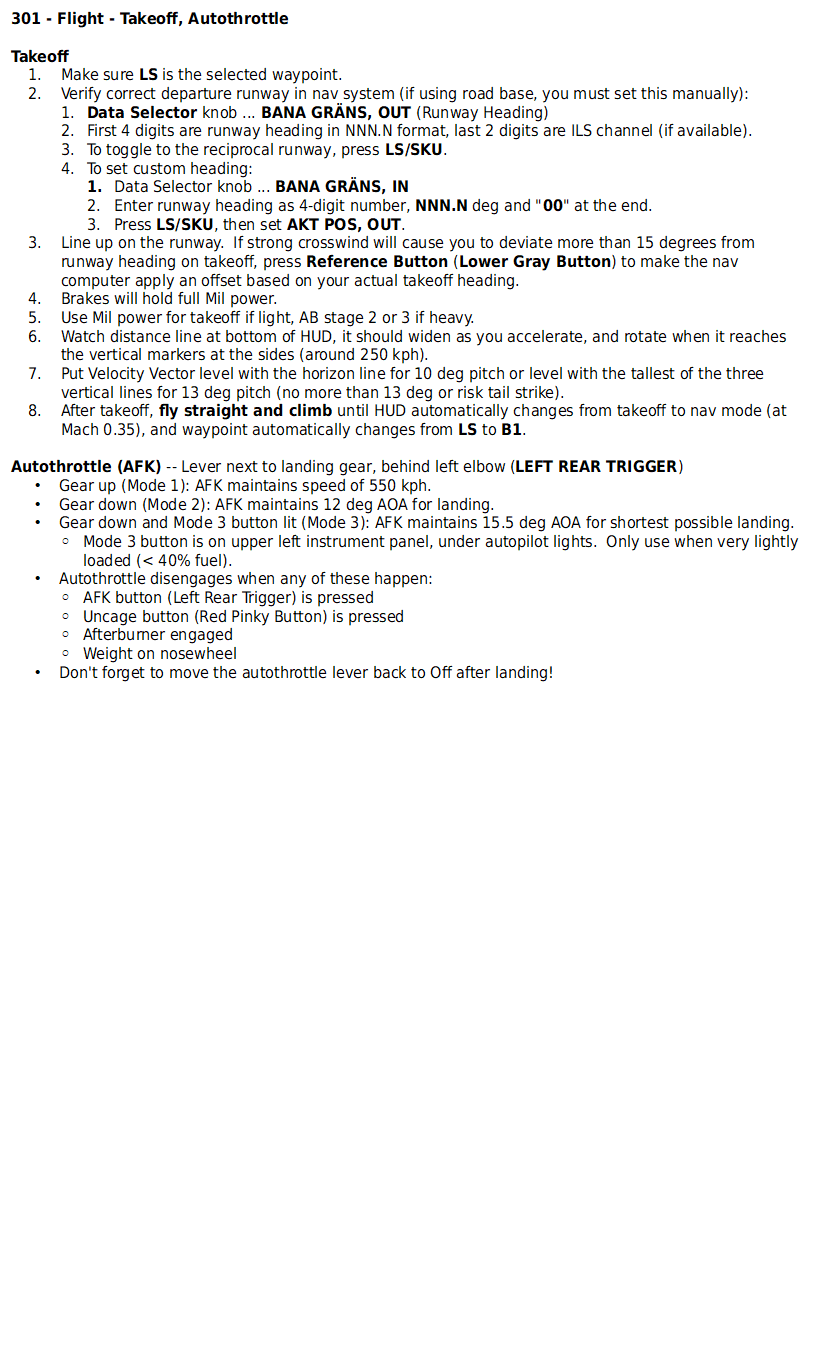 301 - Flight - Takeoff, Autothrottle
Takeoff
1. Make sure LS is the selected waypoint.
2. Verify correct departure runway in nav system (if using road base, you must set this manually):
1. Data Selector knob ... BANA GRÄNS, OUT (Runway Heading)
2. First 4 digits are runway heading in NNN.N format, last 2 digits are ILS channel (if available).
3. To toggle to the reciprocal runway, press LS/SKU.
4. To set custom heading:
1. Data Selector knob ... BANA GRÄNS, IN
2. Enter runway heading as 4-digit number, NNN.N deg and "00" at the end.
3. Press LS/SKU, then set AKT POS, OUT.
3. Line up on the runway. If strong crosswind will cause you to deviate more than 15 degrees from
runway heading on takeoff, press Reference Button (Lower Gray Button) to make the nav
computer apply an offset based on your actual takeoff heading.
4. Brakes will hold full Mil power.
5. Use Mil power for takeoff if light, AB stage 2 or 3 if heavy.
6. Watch distance line at bottom of HUD, it should widen as you accelerate, and rotate when it reaches
the vertical markers at the sides (around 250 kph).
7. Put Velocity Vector level with the horizon line for 10 deg pitch or level with the tallest of the three
vertical lines for 13 deg pitch (no more than 13 deg or risk tail strike).
8. After takeoff, fly straight and climb until HUD automatically changes from takeoff to nav mode (at
Mach 0.35), and waypoint automatically changes from LS to B1.
Autothrottle (AFK) -- Lever next to landing gear, behind left elbow (LEFT REAR TRIGGER)
• Gear up (Mode 1): AFK maintains speed of 550 kph.
• Gear down (Mode 2): AFK maintains 12 deg AOA for landing.
• Gear down and Mode 3 button lit (Mode 3): AFK maintains 15.5 deg AOA for shortest possible landing.
○ Mode 3 button is on upper left instrument panel, under autopilot lights. Only use when very lightly
loaded (< 40% fuel).
• Autothrottle disengages when any of these happen:
○ AFK button (Left Rear Trigger) is pressed
○ Uncage button (Red Pinky Button) is pressed
○ Afterburner engaged
○ Weight on nosewheel
• Don't forget to move the autothrottle lever back to Off after landing!